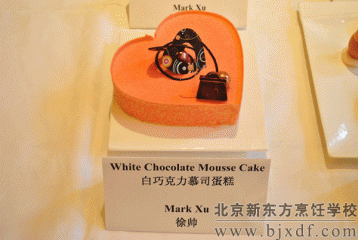 Mark Xu
White Chocolate Mousse Cake
白巧克力慕司蛋糕
Mark Xu
徐帅
北京新东方烹饪学校
www.bjxdf.com